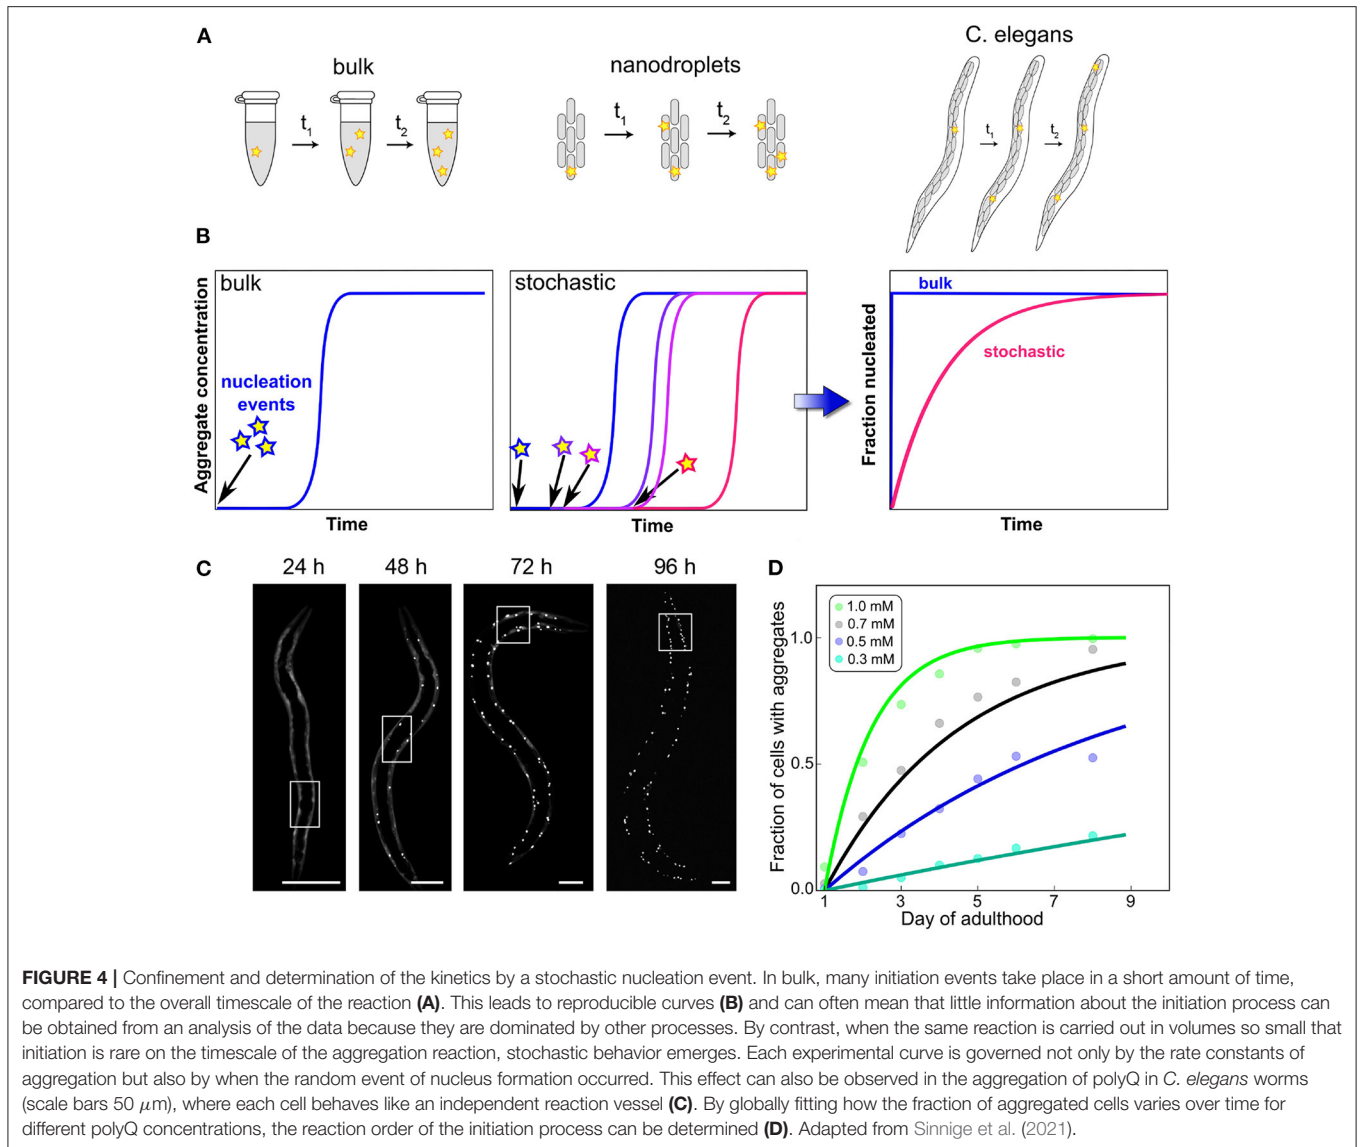 A
bulk
t1
t2
nanodroplets
t1
t2
C. elegans
t1
t2
B
Aggregate concentration
bulk
nucleation
events
Time
stochastic
Time
Fraction nucleated
bulk
stochastic
Time
C
24 h
48 h
72 h
96 h
D
Fraction of cells with aggregates
1.0 mM
0.7 mM
0.5 mM
0.3 mM
1.0
0.5
0.0
1
3
5
7
9
Day of adulthood
FIGURE 4 | Confinement and determination of the kinetics by a stochastic nucleation event. In bulk, many initiation events take place in a short amount of time,
compared to the overall timescale of the reaction (A). This leads to reproducible curves (B) and can often mean that little information about the initiation process can
be obtained from an analysis of the data because they are dominated by other processes. By contrast, when the same reaction is carried out in volumes so small that
initiation is rare on the timescale of the aggregation reaction, stochastic behavior emerges. Each experimental curve is governed not only by the rate constants of
aggregation but also by when the random event of nucleus formation occurred. This effect can also be observed in the aggregation of polyQ in C. elegans worms
(scale bars 50 μm), where each cell behaves like an independent reaction vessel (C). By globally fitting how the fraction of aggregated cells varies over time for
different polyQ concentrations, the reaction order of the initiation process can be determined (D). Adapted from Sinnige et al. (2021).